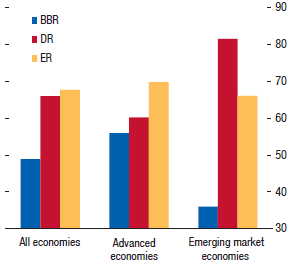 BBR
DR
ER
90
80
70
60
50
40
30
All economies
Advanced
economies
Emerging market
economies